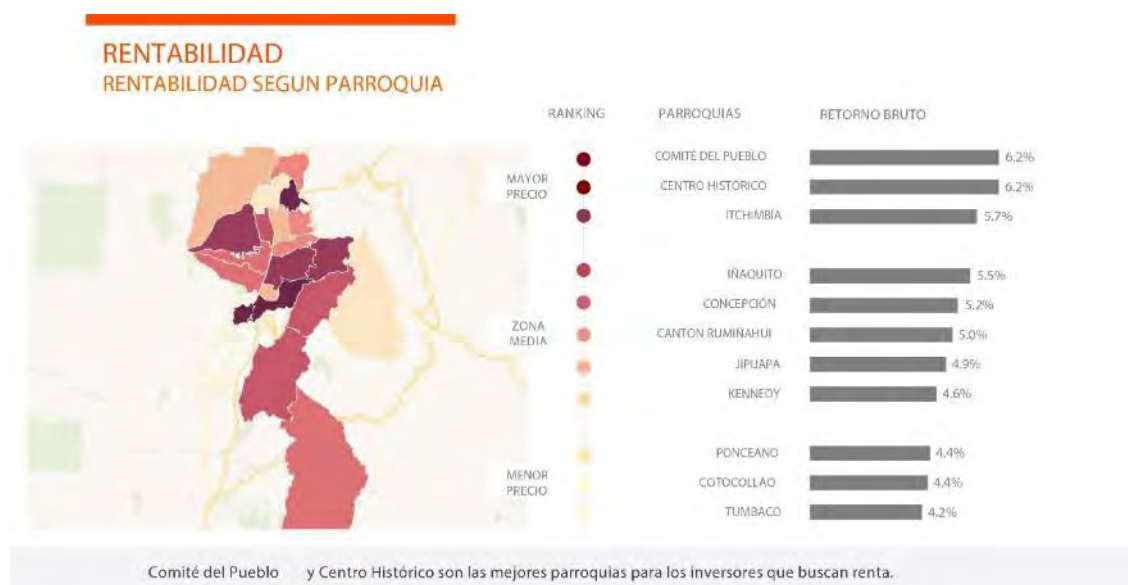 RENTABILIDAD
RENTABILIDAD SEGUN PARROQUIA
RANKING PARROQUIAS RETORNO BRUTO
MAYOR PRECIO
COMITÉ DEL PUEBLO 6.2%
CENTRO HISTÓRICO 6.2%
ITCHIMBÍA 5.7%
ZONA MEDIA
IÑAQUITO 5.5%
CONCEPCIÓN 5.2%
CANTON RUMIÑAHUI 5.0%
JIPIJAPA 4.9%
KENNEDY 4.6%
MENOR PRECIO
PONCEANO 4.4%
COTOCOLLAO 4.4%
TUMBACO 4.2%
Comité del Pueblo y Centro Histórico son las mejores parroquias para los inversores que buscan renta.